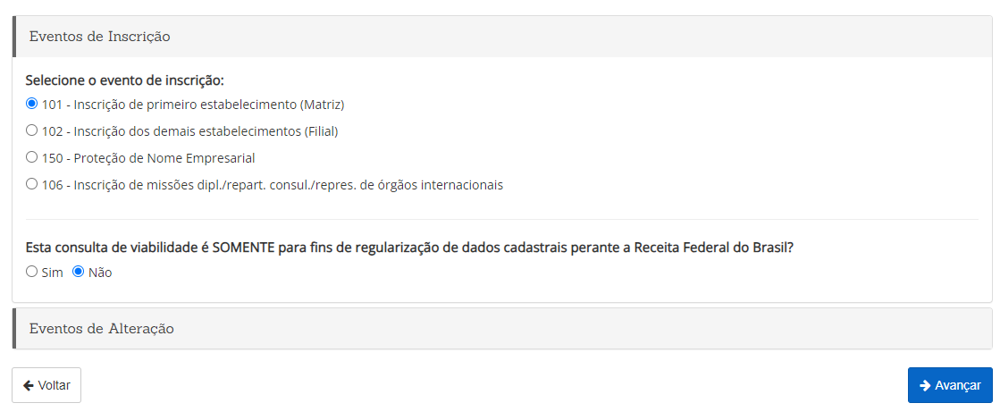 Eventos de Inscrição
Selecione o evento de inscrição:
101 - Inscrição de primeiro estabelecimento (Matriz)
102 - Inscrição dos demais estabelecimentos (Filial)
150 - Proteção de Nome Empresarial
106 - Inscrição de missões dipl./repart. consul./repres. de órgãos internacionais
Esta consulta de viabilidade é SOMENTE para fins de regularização de dados cadastrais perante a Receita Federal do Brasil?
Sim Não
Eventos de Alteração
Voltar Avançar